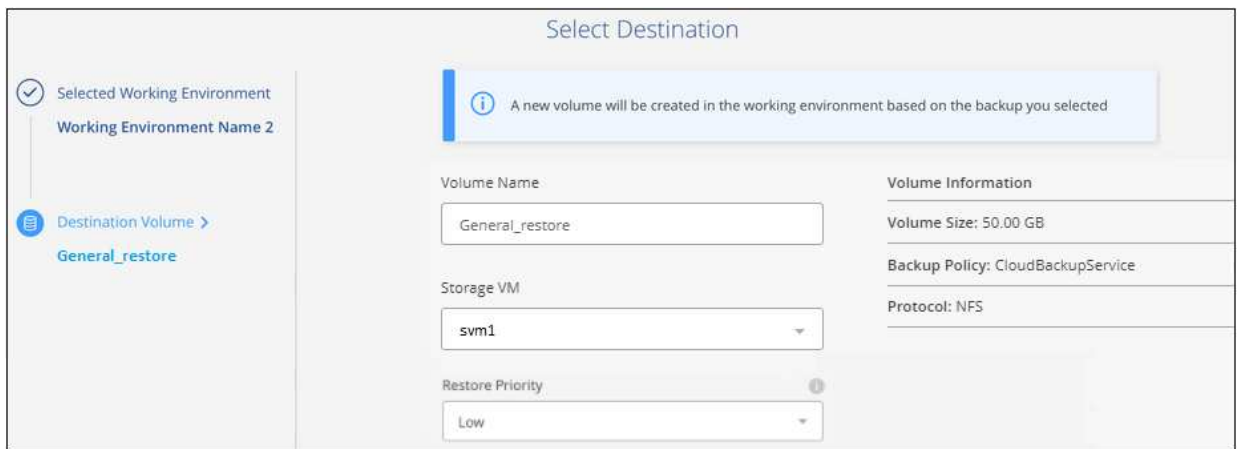 Select Destination
Selected Working Environment
Working Environment Name 2
Destination Volume >
General_restore
A new volume will be created in the working environment based on the backup you selected
Volume Name
General_restore
Storage VM
svm1
Restore Priority
Low
Volume Information
Volume Size: 50.00 GB
Backup Policy: CloudBackupService
Protocol: NFS